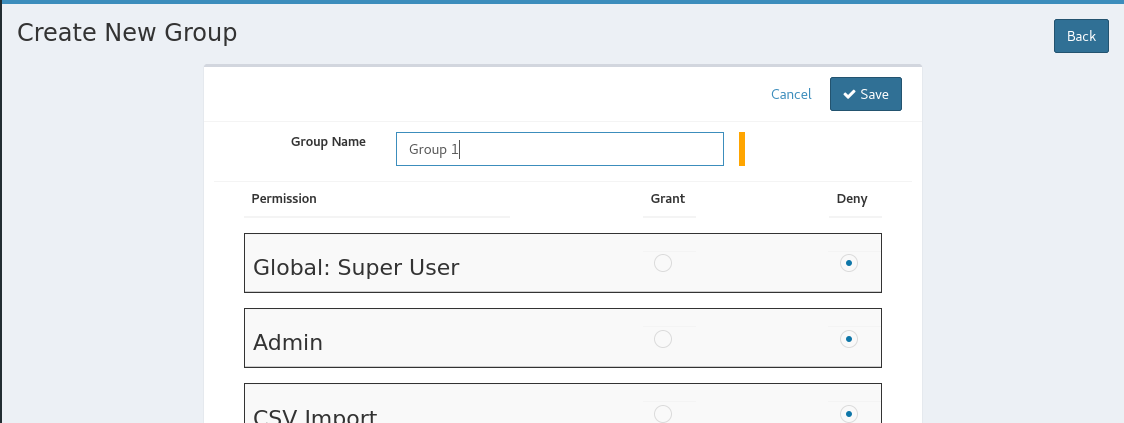 Create New Group
Back
Cancel
Save
Group Name
Group 1
Permission Grant Deny
Global: Super User
Admin
CSV Import